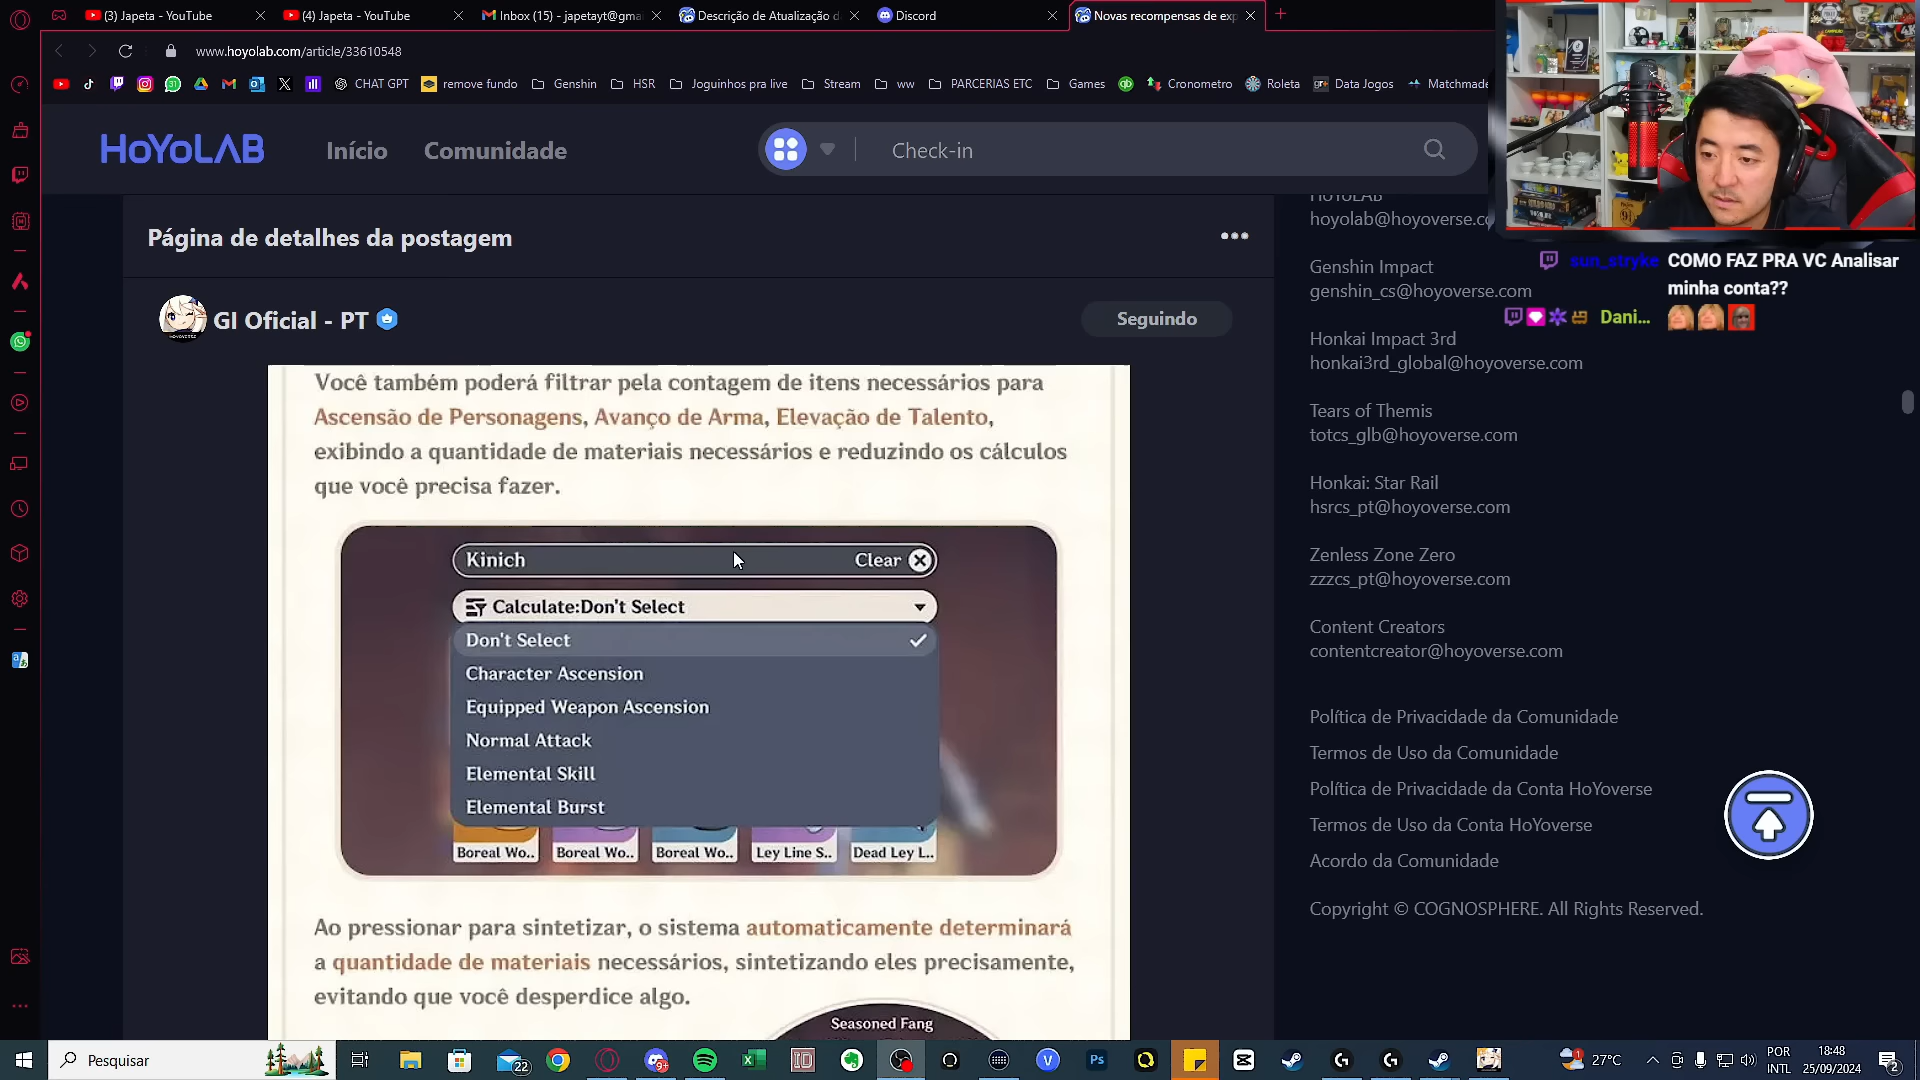 (3) Japeta - YouTube
(4) Japeta - YouTube
Inbox (15) - japetayt@gma
Descrição de Atualização d
Discord
Novas recompensas de exp
www.hoyolab.com/article/33610548
CHAT GPT
remove fundo
Genshin
HSR
Joguinhos pra live
Stream
ww
PARCERIAS ETC
Games
Cronometro
Roleta
Data Jogos
Matchmade
HoYoLAB
Início
Comunidade
Check-in
Página de detalhes da postagem
GI Oficial - PT
Seguindo
Você também poderá filtrar pela contagem de itens necessários para
Ascensão de Personagens, Avanço de Arma, Elevação de Talento,
exibindo a quantidade de materiais necessários e reduzindo os cálculos
que você precisa fazer.
Kinich
Clear
Calculate:Don't Select
Don't Select
Character Ascension
Equipped Weapon Ascension
Normal Attack
Elemental Skill
Elemental Burst
Boreal Wo..
Boreal Wo..
Boreal Wo..
Ley Line S..
Dead Ley L..
Ao pressionar para sintetizar, o sistema automaticamente determinará
a quantidade de materiais necessários, sintetizando eles precisamente,
evitando que você desperdice algo.
Seasoned Fang
HoYoLAB
hoyolab@hoyoverse.co
Genshin Impact
genshin_cs@hoyoverse.com
Honkai Impact 3rd
honkai3rd_global@hoyoverse.com
Tears of Themis
totcs_glb@hoyoverse.com
Honkai: Star Rail
hsrcs_pt@hoyoverse.com
Zenless Zone Zero
zzzcs_pt@hoyoverse.com
Content Creators
contentcreator@hoyoverse.com
Política de Privacidade da Comunidade
Termos de Uso da Comunidade
Política de Privacidade da Conta HoYoverse
Termos de Uso da Conta HoYoverse
Acordo da Comunidade
Copyright © COGNOSPHERE. All Rights Reserved.
sun_stryke COMO FAZ PRA VC Analisar
minha conta??
Dani...
Pesquisar
22
9+
27°C
POR
INTL
18:48
25/09/2024
2